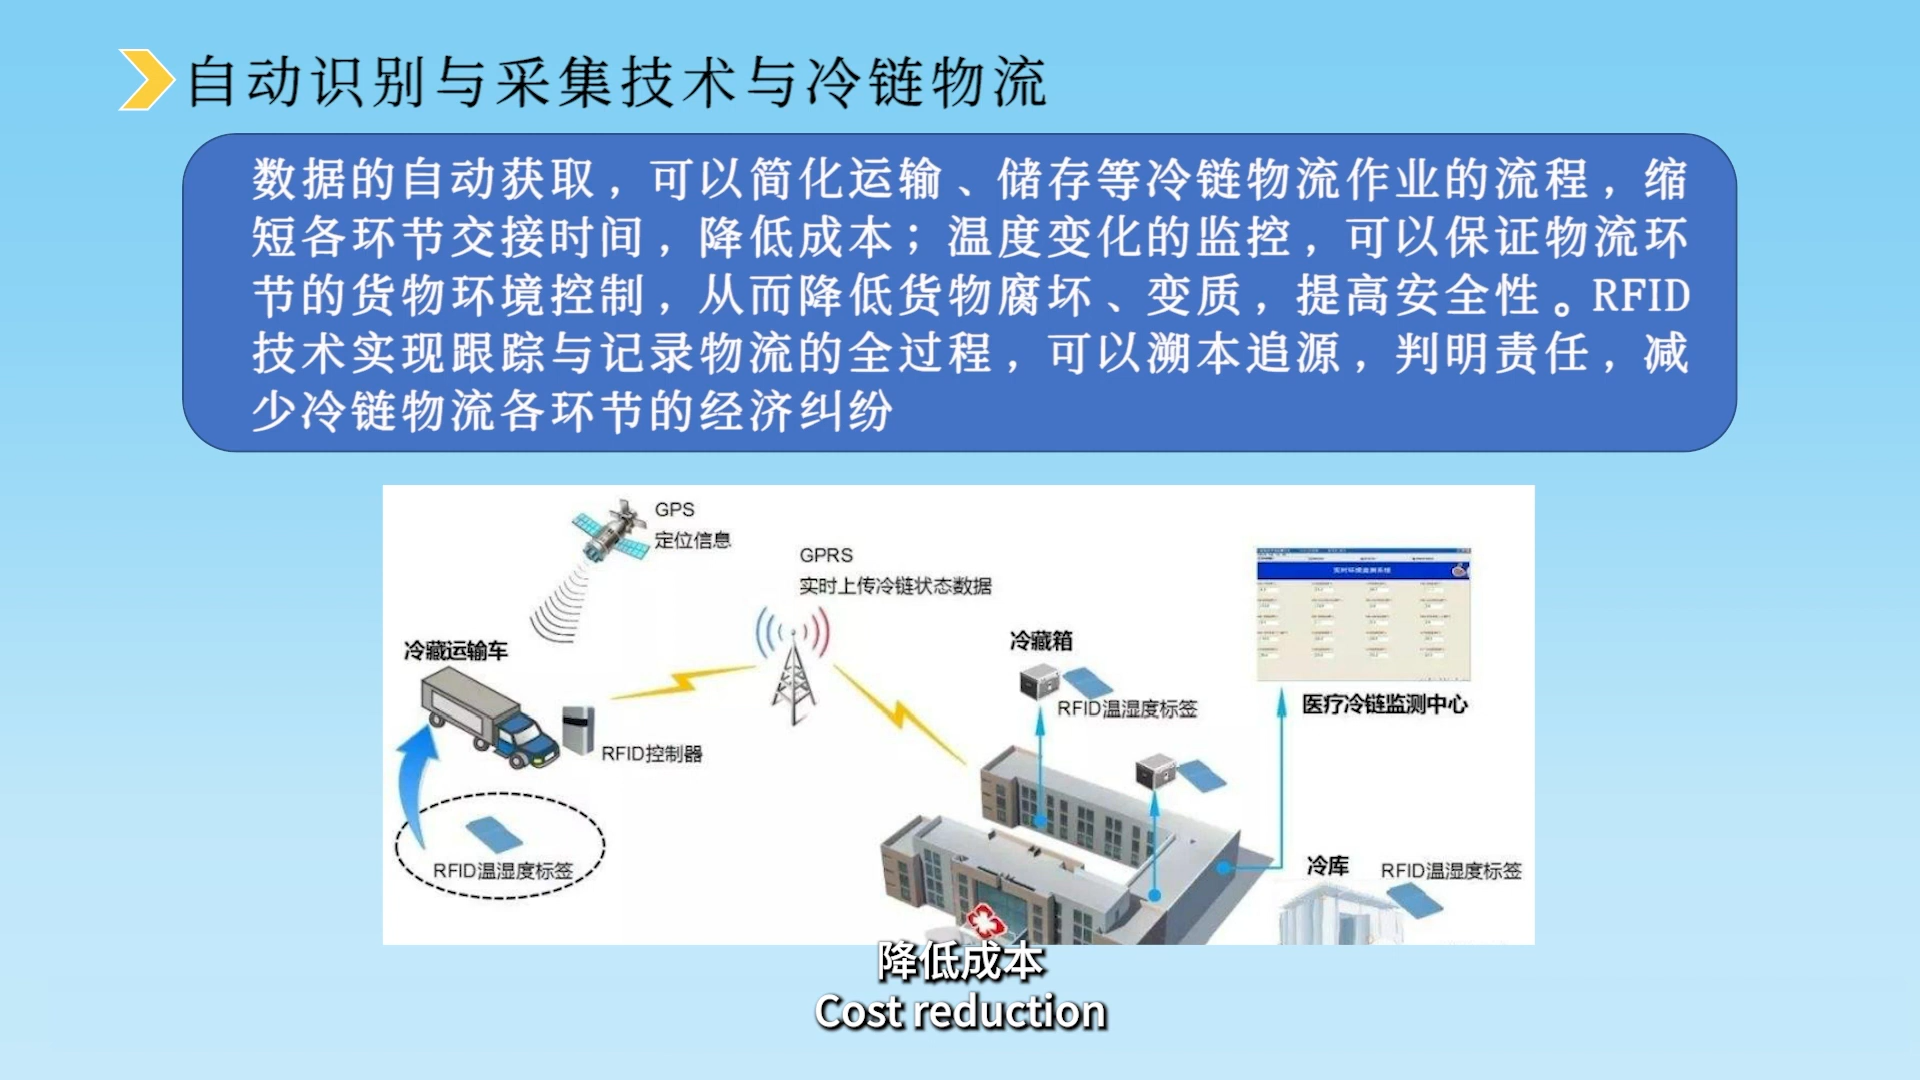 自动识别与采集技术与冷链物流
数据的自动获取，可以简化运输、储存等冷链物流作业的流程，缩
短各环节交接时间，降低成本；温度变化的监控，可以保证物流环
节的货物环境控制，从而降低货物腐坏、变质，提高安全性。RFID
技术实现跟踪与记录物流的全过程，可以溯本追源，判明责任，减
少冷链物流各环节的经济纠纷
GPS
定位信息
GPRS
实时上传冷链状态数据
冷藏运输车
RFID控制器
RFID温湿度标签
冷藏箱
RFID温湿度标签
实时环境监测系统
医疗冷链监测中心
冷库
RFID温湿度标签
降低成本
Cost reduction